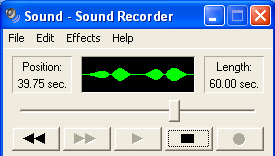 Sound - Sound Recorder
File Edit Effects Help
Position: Length:
39.75 sec. 60.00 sec.